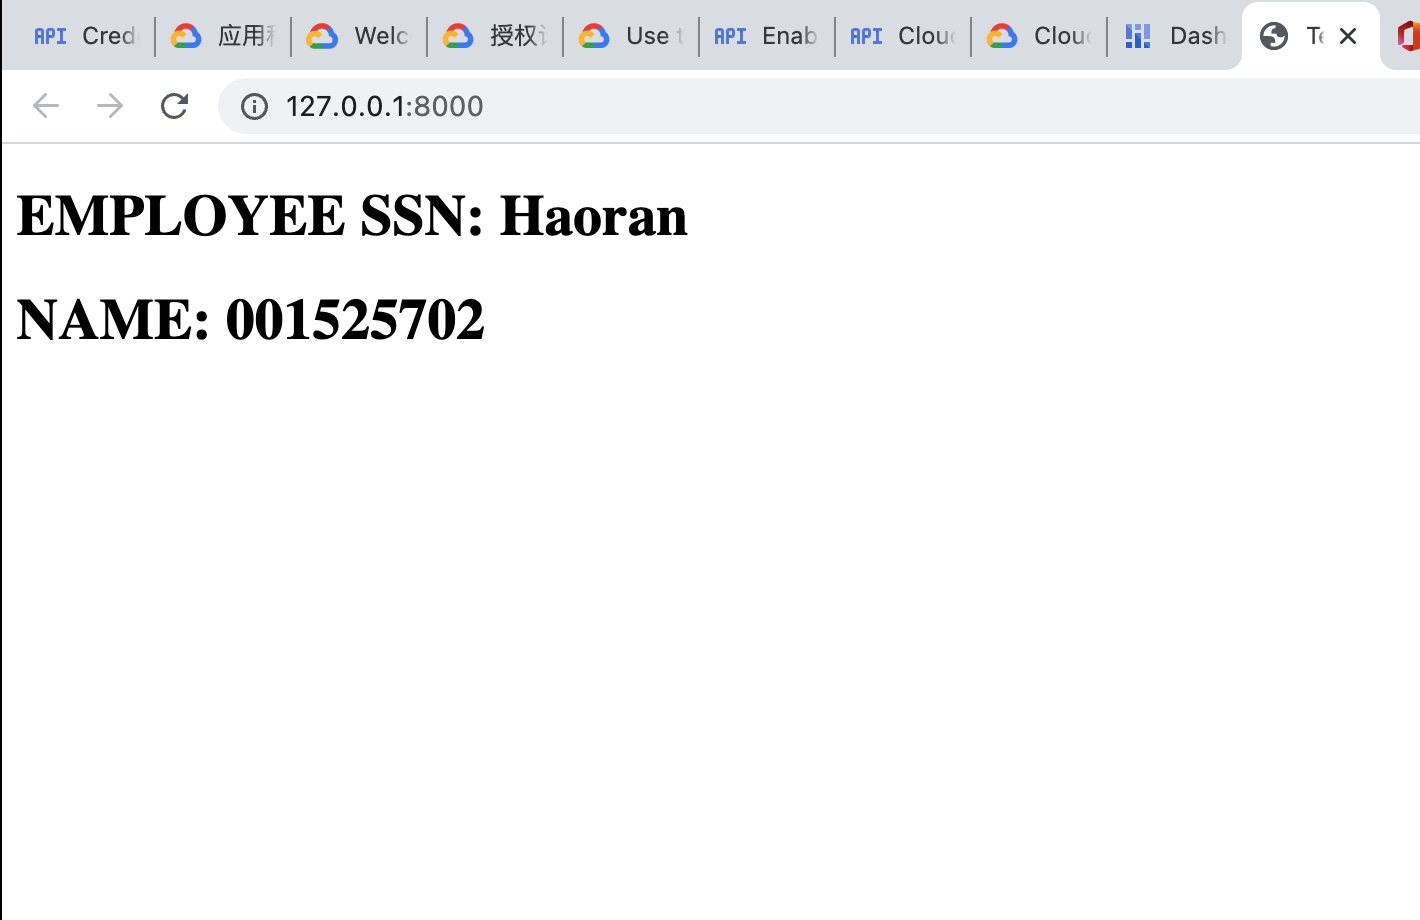 API Cred 应用 Welc 授权 Use API Enab API Clou Clou Dash Te
127.0.0.1:8000
EMPLOYEE SSN: Haoran
NAME: 001525702